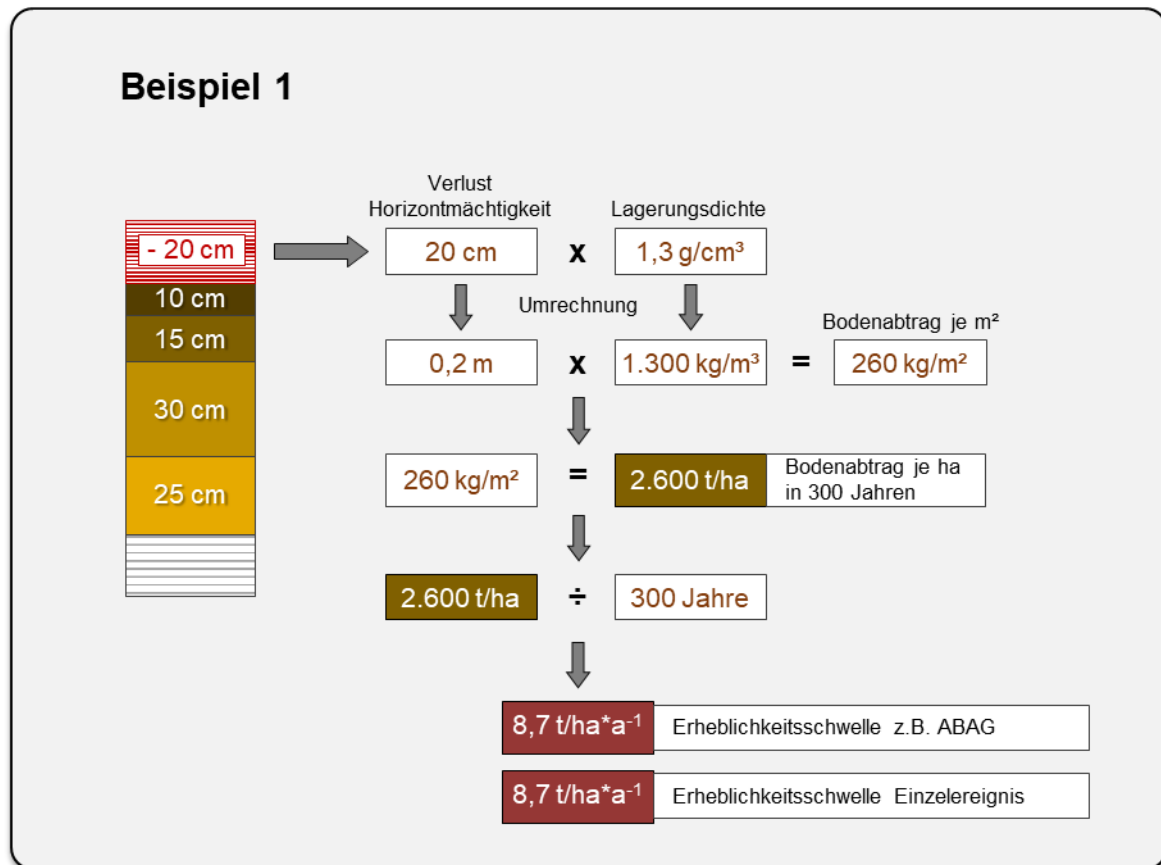 Beispiel 1
Verlust
Horizontmächtigkeit
Lagerungsdichte
- 20 cm
20 cm x 1,3 g/cm³
10 cm
Umrechnung
15 cm
Bodenabtrag je m²
0,2 m x 1.300 kg/m³ = 260 kg/m²
30 cm
260 kg/m² = 2.600 t/ha
Bodenabtrag je ha
in 300 Jahren
25 cm
2.600 t/ha ÷ 300 Jahre
8,7 t/ha*a⁻¹ Erheblichkeitsschwelle z.B. ABAG
8,7 t/ha*a⁻¹ Erheblichkeitsschwelle Einzelereignis